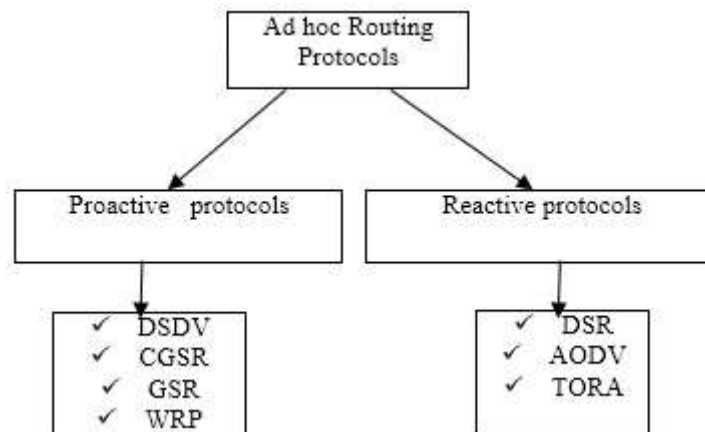 Ad hoc Routing
Protocols
Proactive protocols
Reactive protocols
✓ DSDV
✓ CGSR
✓ GSR
✓ WRP
✓ DSR
✓ AODV
✓ TORA